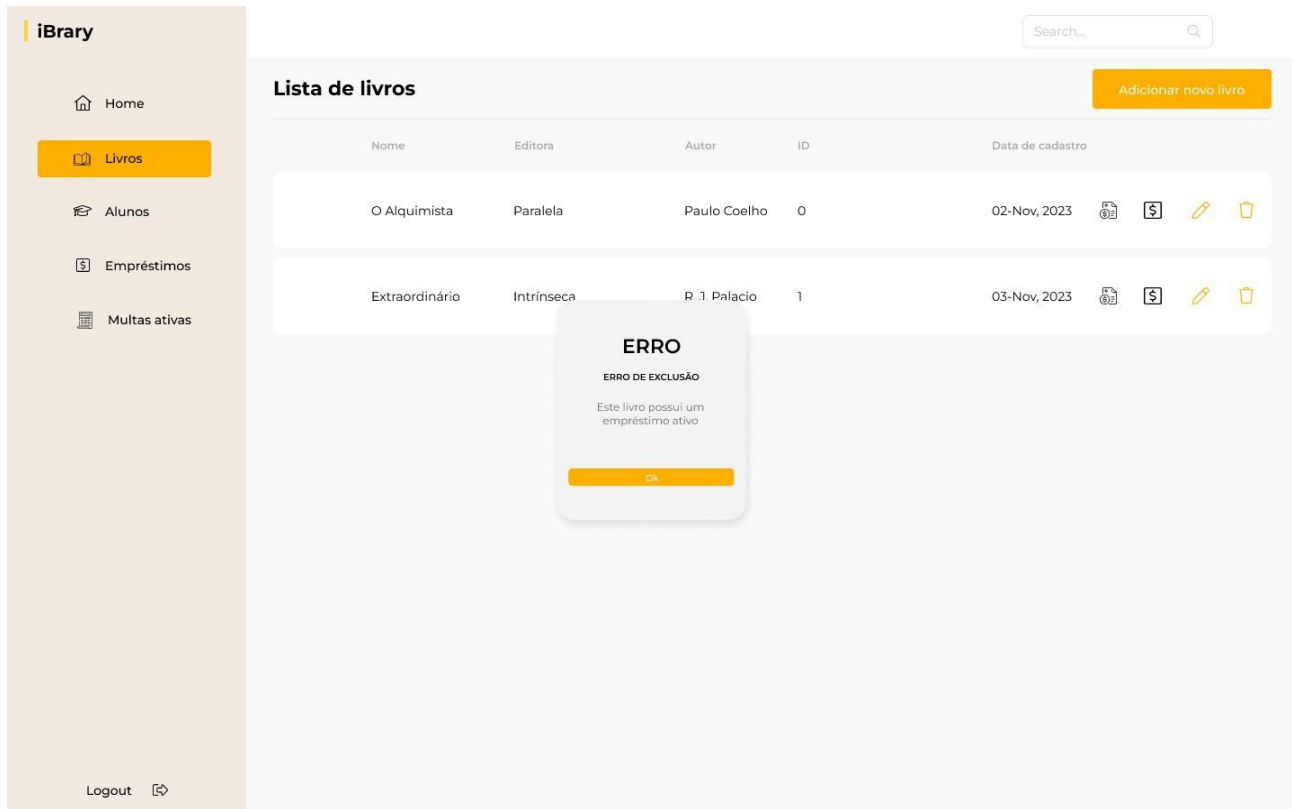 iBrary
Search...
Home
Livros
Alunos
Empréstimos
Multas ativas
Logout
Lista de livros
Adicionar novo livro
Nome Editora Autor ID Data de cadastro
O Alquimista Paralela Paulo Coelho 0 02-Nov, 2023
Extraordinário Intrínseca R. J. Palacio 1 03-Nov, 2023
ERRO
ERRO DE EXCLUSÃO
Este livro possui um
empréstimo ativo
Ok